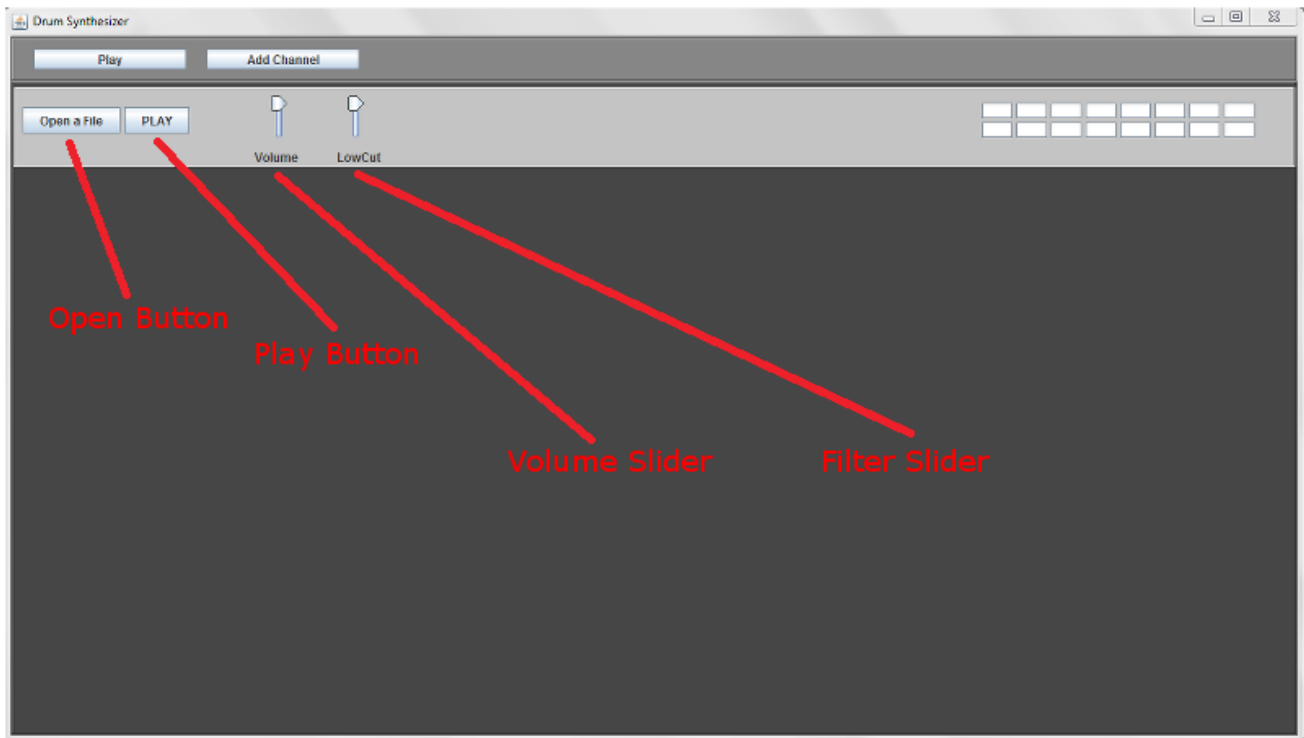 Drum Synthesizer
Play
Add Channel
Open a File
PLAY
Volume
LowCut
Open Button
Play Button
Volume Slider
Filter Slider